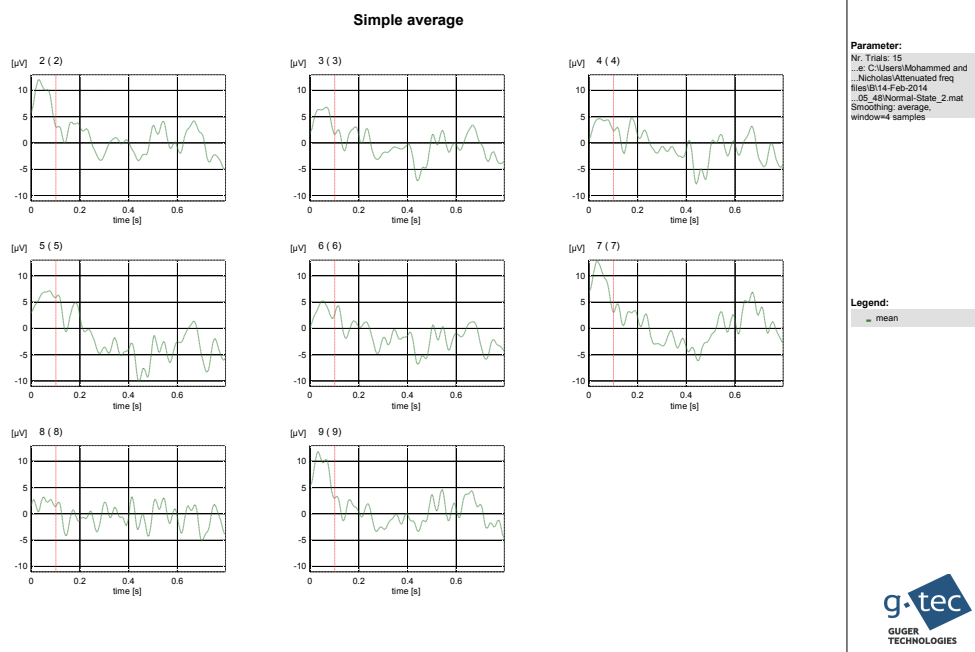 Simple average
[µV] 2 ( 2)
10
5
0
-5
-10
0 0.2 0.4 0.6
time [s]
[µV] 3 ( 3)
10
5
0
-5
-10
0 0.2 0.4 0.6
time [s]
[µV] 4 ( 4)
10
5
0
-5
-10
0 0.2 0.4 0.6
time [s]
[µV] 5 ( 5)
10
5
0
-5
-10
0 0.2 0.4 0.6
time [s]
[µV] 6 ( 6)
10
5
0
-5
-10
0 0.2 0.4 0.6
time [s]
[µV] 7 ( 7)
10
5
0
-5
-10
0 0.2 0.4 0.6
time [s]
[µV] 8 ( 8)
10
5
0
-5
-10
0 0.2 0.4 0.6
time [s]
[µV] 9 ( 9)
10
5
0
-5
-10
0 0.2 0.4 0.6
time [s]
Parameter:
Nr. Trials: 15
...e: C:\Users\Mohammed and
...Nicholas\Attenuated freq
files\B\14-Feb-2014
...05_48\Normal-State_2.mat
Smoothing: average,
window=4 samples
Legend:
mean
g.tec
GUGER
TECHNOLOGIES